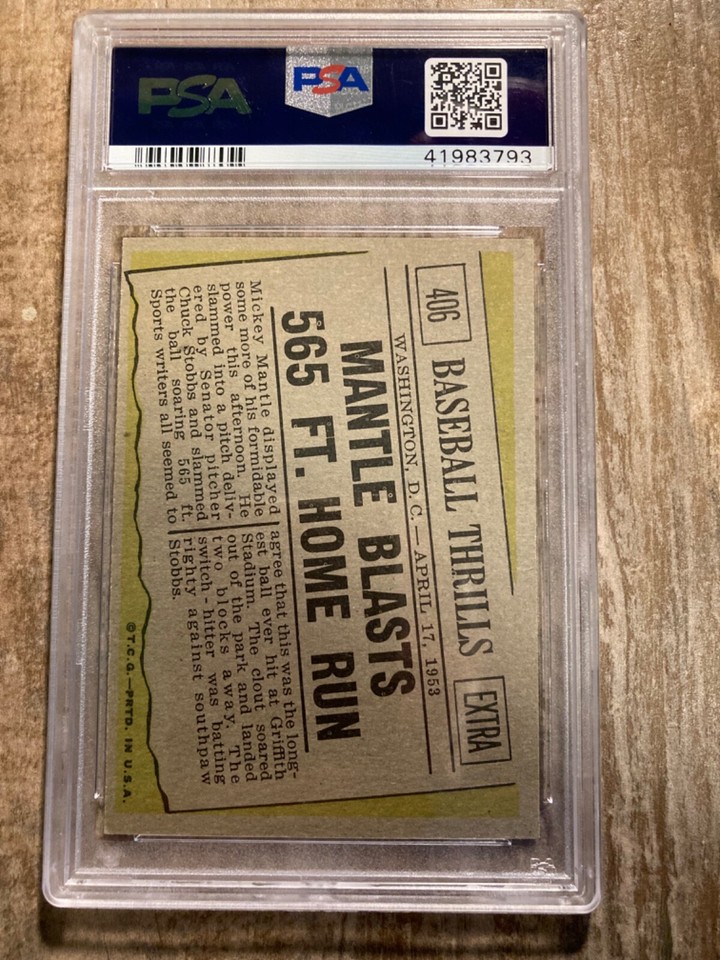 PSA
PSA
41983793
406
BASEBALL THRILLS
EXTRA
WASHINGTON, D. C. — APRIL 17, 1953
MANTLE BLASTS
565 FT. HOME RUN
Mickey Mantle displayed
some more of his formidable
power this afternoon. He
slammed into a pitch deliv-
ered by Senator pitcher
Chuck Stobbs and slammed
the ball soaring 565 ft.
Sports writers all seemed to
agree that this was the long-
est ball ever hit at Griffith
Stadium. The clout soared
out of the park and landed
two blocks away. The
switch-hitter was batting
righty against southpaw
Stobbs.
©T.C.G.—PRTD. IN U.S.A.